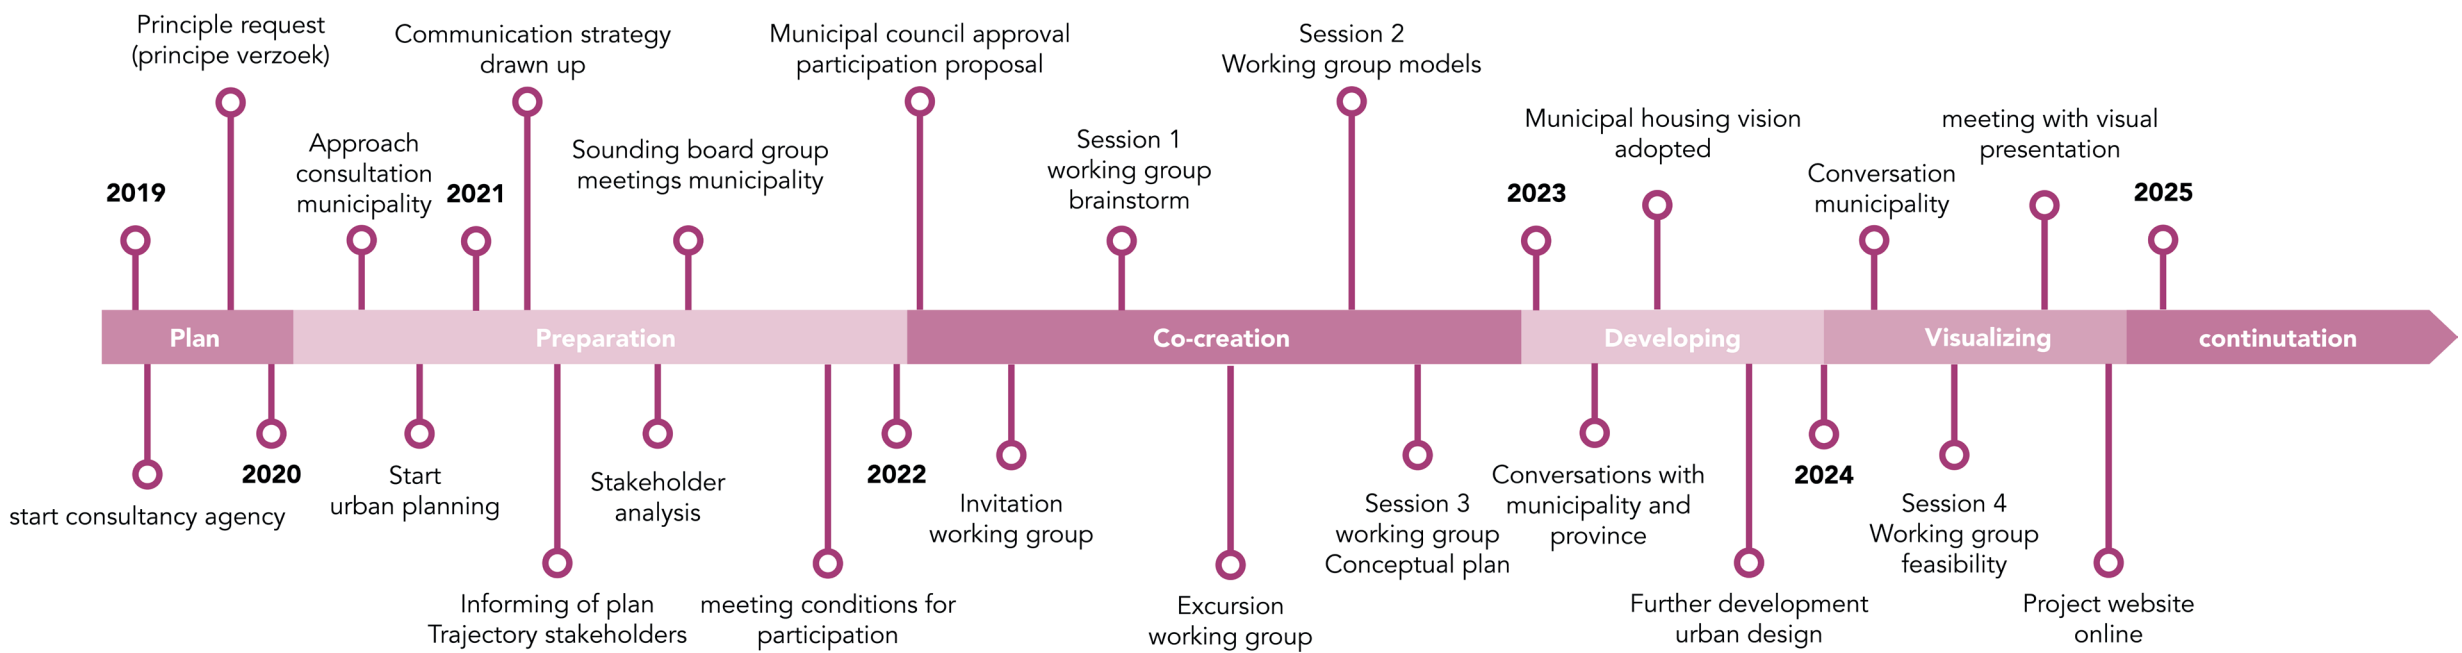 Principle request
(principe verzoek)
Communication strategy
drawn up
Municipal council approval
participation proposal
Session 2
Working group models
Approach
consultation
municipality
Sounding board group
meetings municipality
Session 1
working group
brainstorm
Municipal housing vision
adopted
meeting with visual
presentation
Conversation
municipality
2019
2021
2023
2025
Plan
Preparation
Co-creation
Developing
Visualizing
continutation
start consultancy agency
2020
Start
urban planning
Stakeholder
analysis
2022
Invitation
working group
Session 3
working group
Conceptual plan
Conversations with
municipality and
province
2024
Session 4
Working group
feasibility
Informing of plan
Trajectory stakeholders
meeting conditions for
participation
Excursion
working group
Further development
urban design
Project website
online